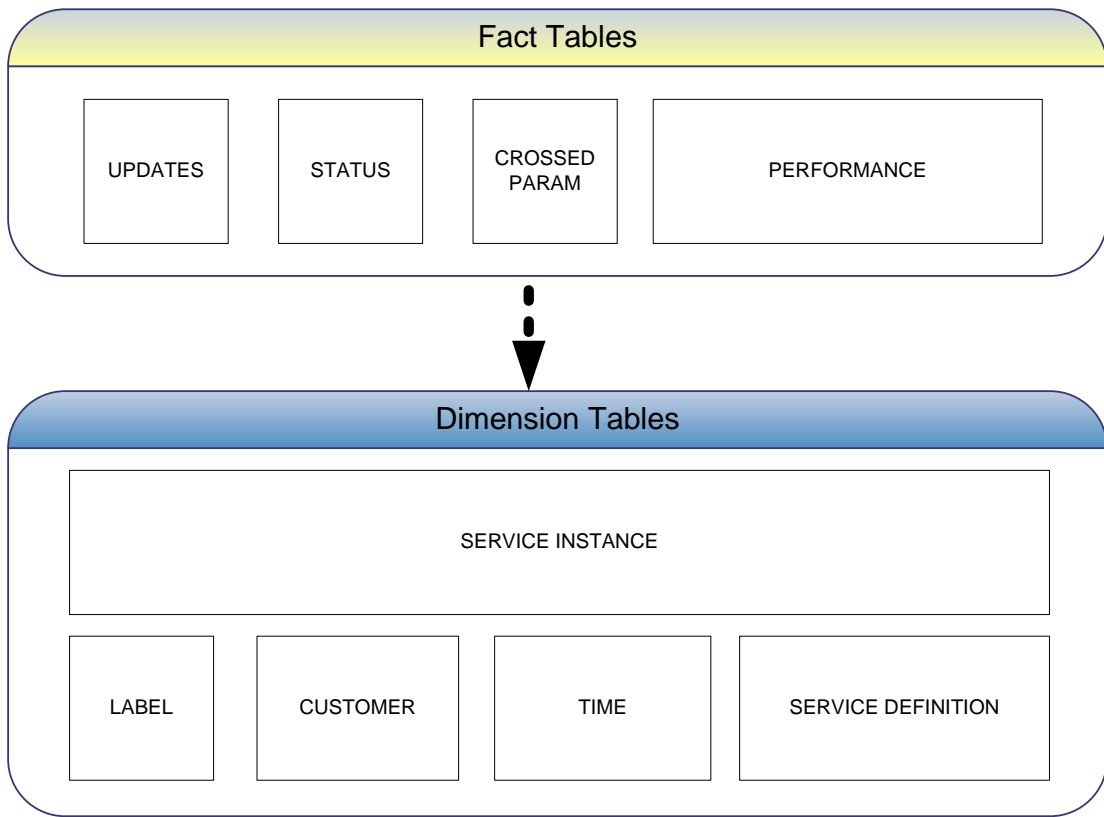 Fact Tables
UPDATES
STATUS
CROSSED
PARAM
PERFORMANCE
Dimension Tables
SERVICE INSTANCE
LABEL
CUSTOMER
TIME
SERVICE DEFINITION